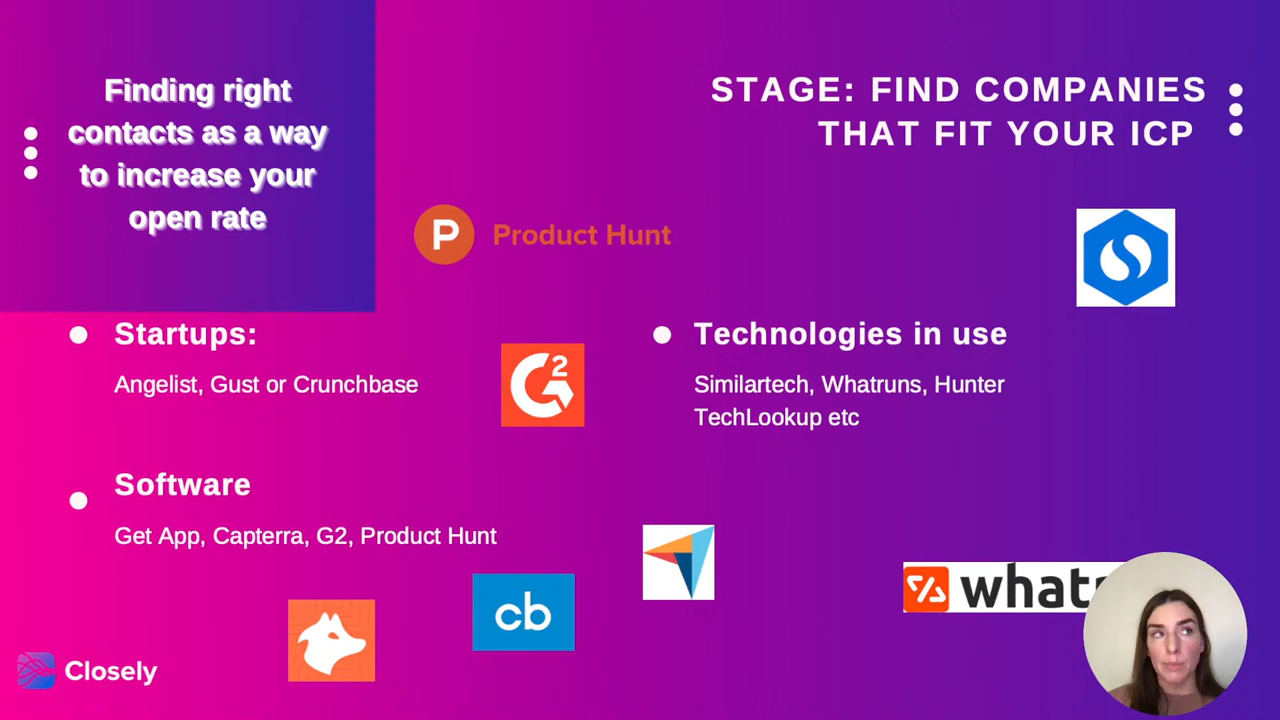 Finding right
contacts as a way
to increase your
open rate
STAGE: FIND COMPANIES
THAT FIT YOUR ICP
P Product Hunt
Startups:
Angelist, Gust or Crunchbase
G2
Technologies in use
Similartech, Whatruns, Hunter
TechLookup etc
Software
Get App, Capterra, G2, Product Hunt
cb
what
Closely